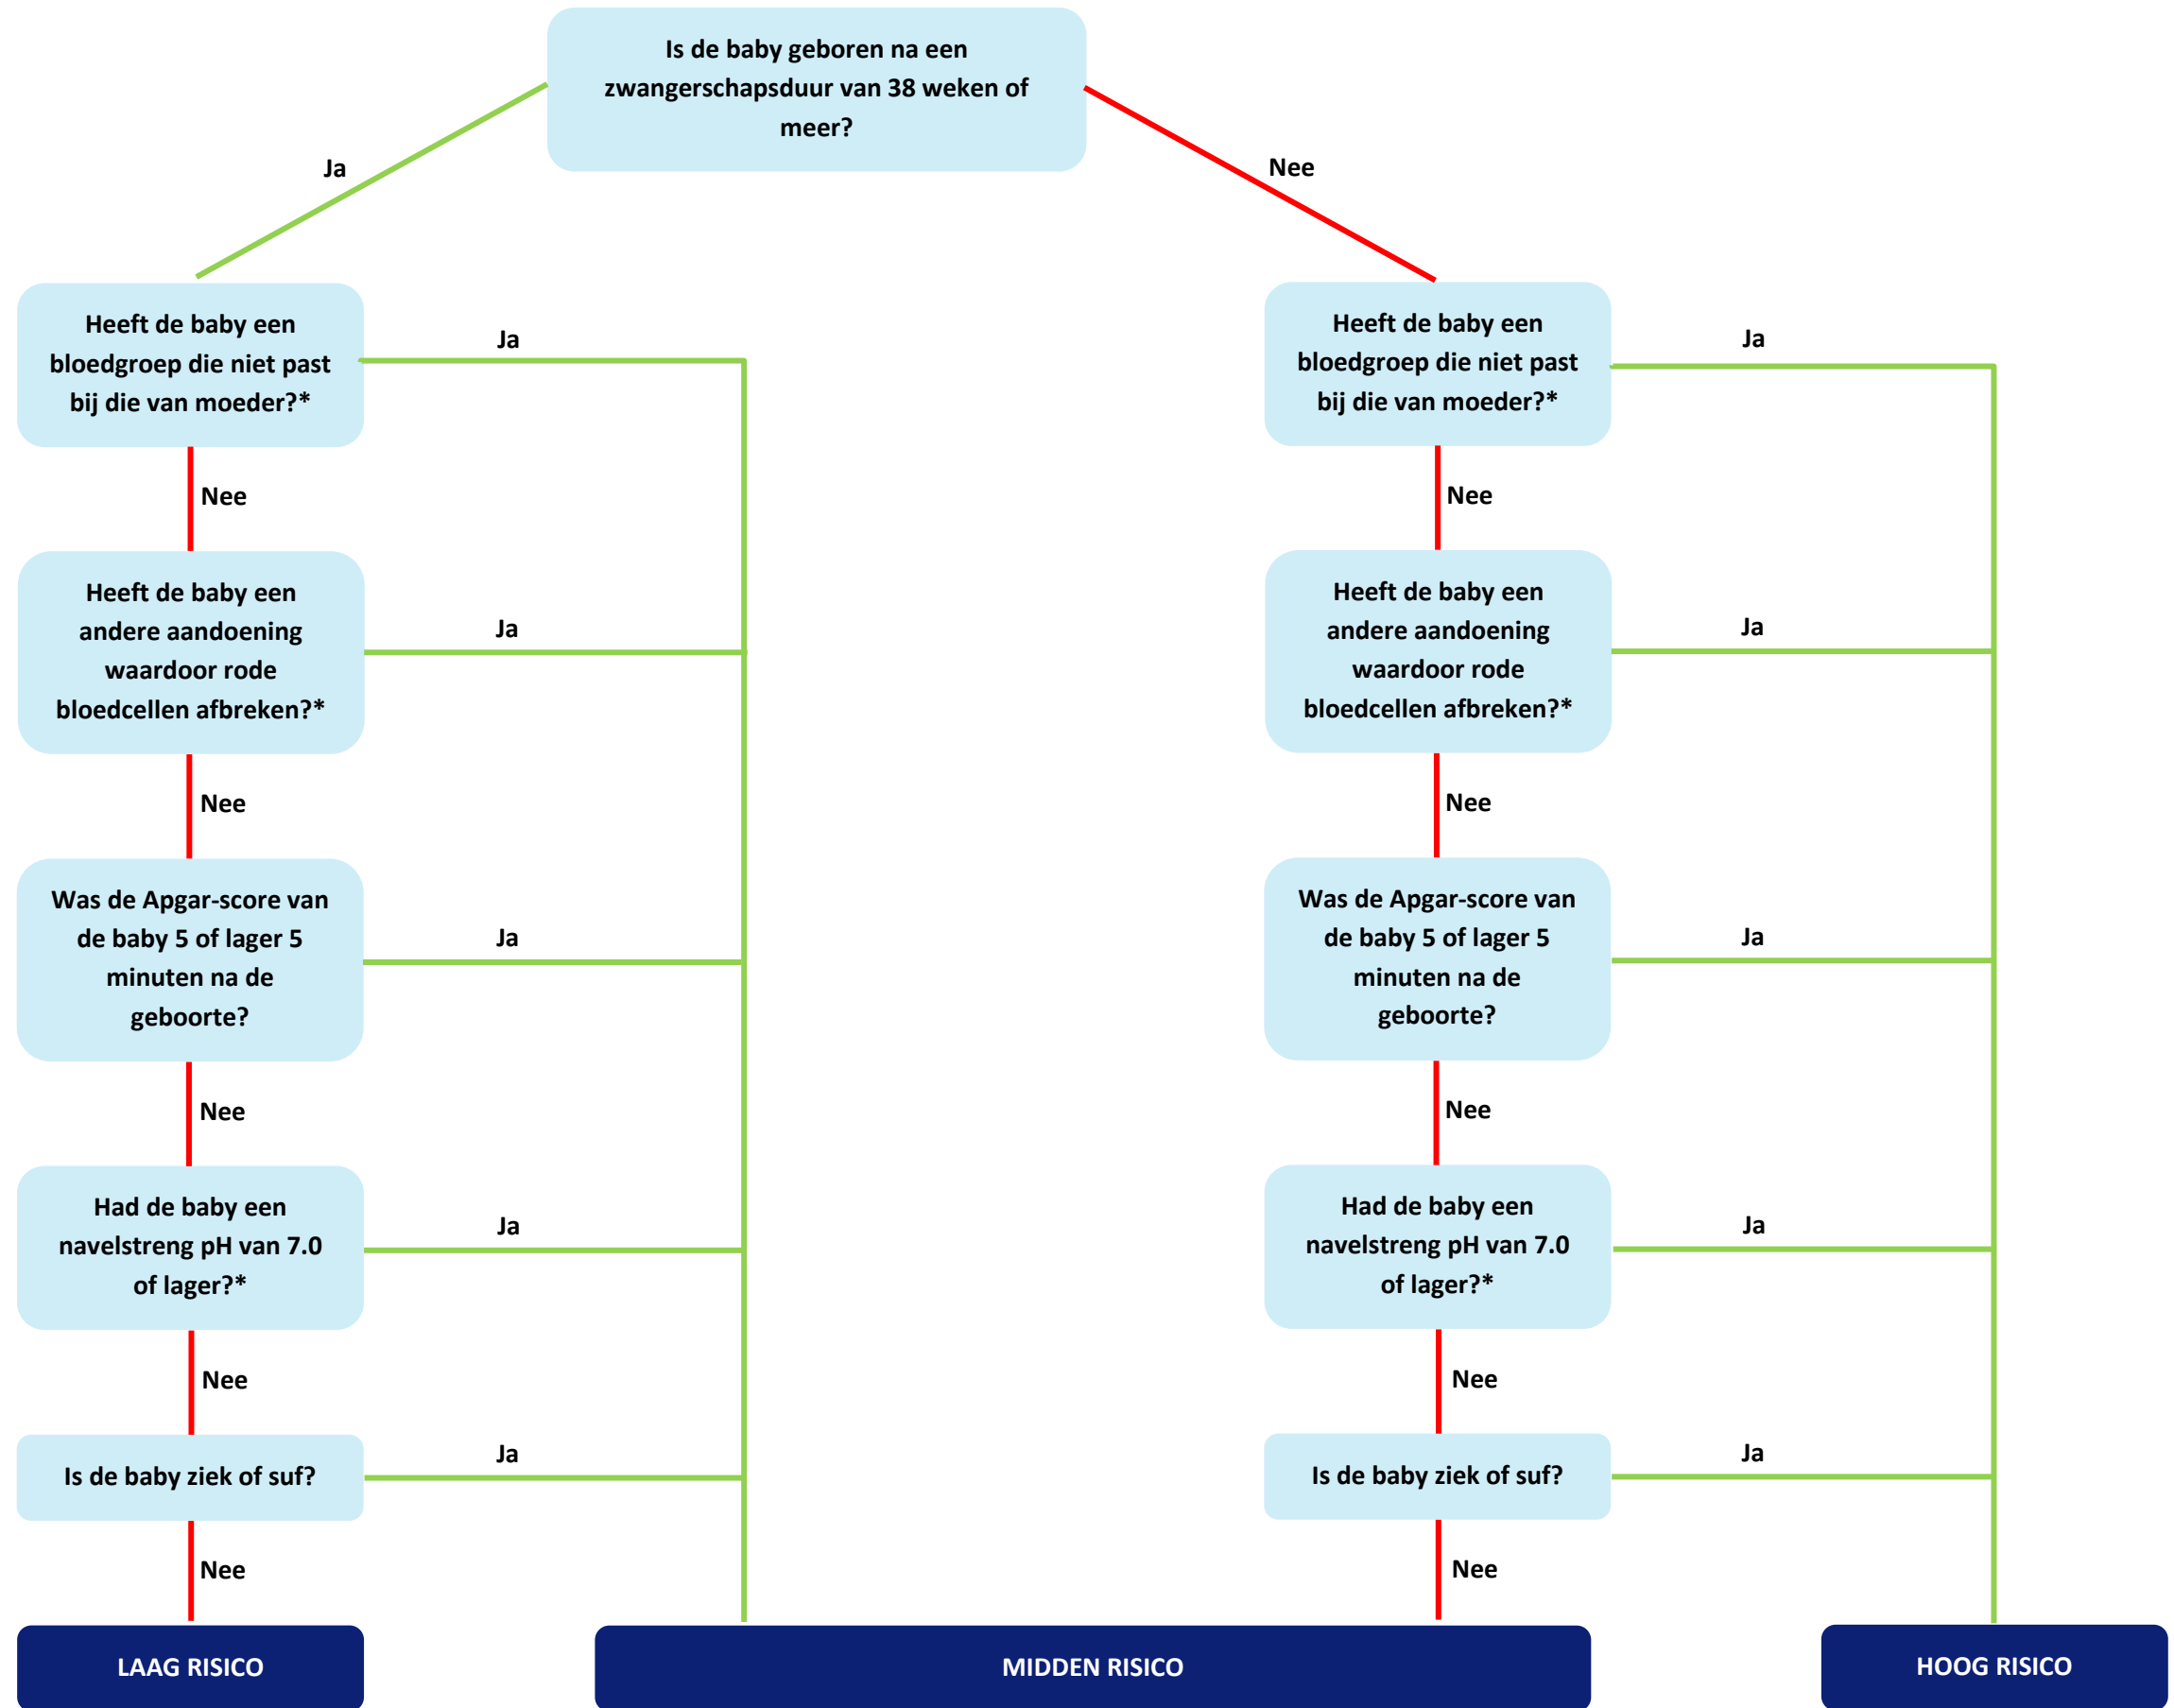 Is de baby geboren na een
zwangerschapsduur van 38 weken of
meer?
Ja
Nee
Heeft de baby een
bloedgroep die niet past
bij die van moeder?*
Ja
Nee
Heeft de baby een
andere aandoening
waardoor rode
bloedcellen afbreken?*
Ja
Nee
Was de Apgar-score van
de baby 5 of lager 5
minuten na de
geboorte?
Ja
Nee
Had de baby een
navelstreng pH van 7.0
of lager?*
Ja
Nee
Is de baby ziek of suf?
Ja
Nee
Heeft de baby een
bloedgroep die niet past
bij die van moeder?*
Ja
Nee
Heeft de baby een
andere aandoening
waardoor rode
bloedcellen afbreken?*
Ja
Nee
Was de Apgar-score van
de baby 5 of lager 5
minuten na de
geboorte?
Ja
Nee
Had de baby een
navelstreng pH van 7.0
of lager?*
Ja
Nee
Is de baby ziek of suf?
Ja
Nee
LAAG RISICO
MIDDEN RISICO
HOOG RISICO